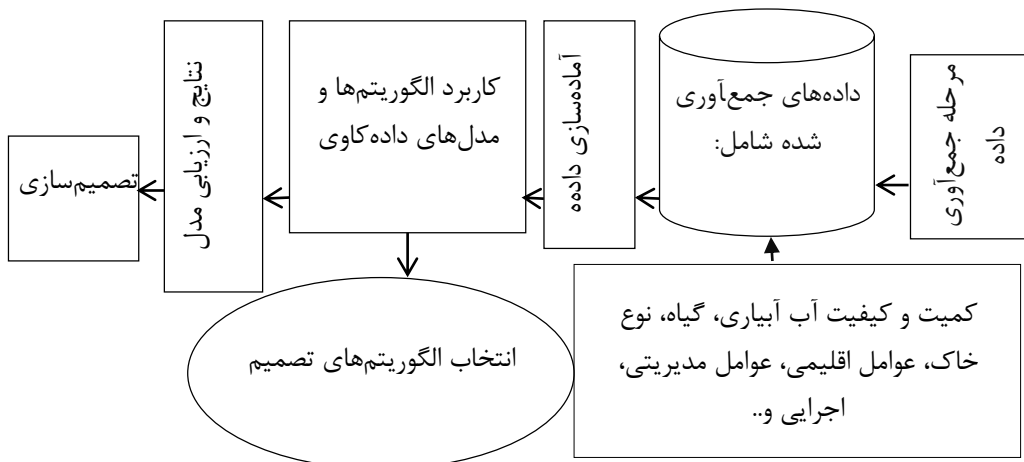 مرحله جمع‌آوری
داده
داده‌های جمع‌آوری
شده شامل:
آماده‌سازی دادهه
کاربرد الگوریتم‌ها و
مدل‌های داده‌کاوی
نتایج و ارزیابی مدل
تصمیم‌سازی
کمیت و کیفیت آب آبیاری، گیاه، نوع
خاک، عوامل اقلیمی، عوامل مدیریتی،
اجرایی و..
انتخاب الگوریتم‌های تصمیم